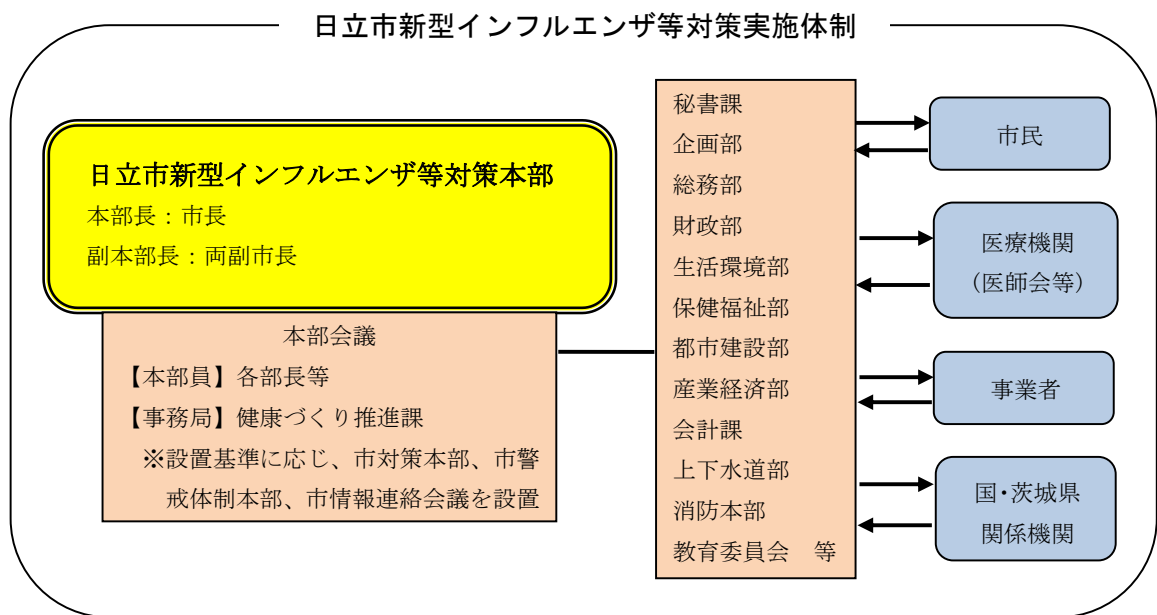 日立市新型インフルエンザ等対策実施体制
日立市新型インフルエンザ等対策本部
本部長：市長
副本部長：両副市長
本部会議
【本部員】各部長等
【事務局】健康づくり推進課
※設置基準に応じ、市対策本部、市警
戒体制本部、市情報連絡会議を設置
秘書課
企画部
総務部
財政部
生活環境部
保健福祉部
都市建設部
産業経済部
会計課
上下水道部
消防本部
教育委員会　等
市民
医療機関
（医師会等）
事業者
国・茨城県
関係機関